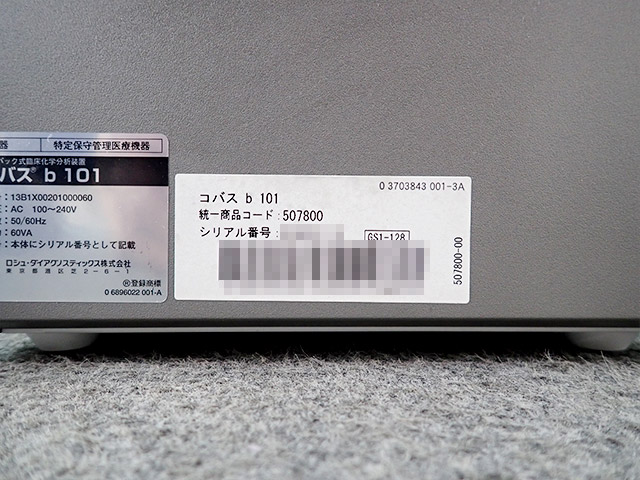 器 特定保守管理医療機器
パック式臨床化学分析装置
バス® b 101
:13B1X00201000060
:AC 100～240V
:50/60Hz
:60VA
:本体にシリアル番号として記載
ロシュ・ダイアグノスティックス株式会社
東京都港区芝2-6-1
Ⓡ登録商標
0 6896022 001-A
0 3703843 001-3A
コバス b 101
統一商品コード:507800
シリアル番号:
GS1-128
507800-00